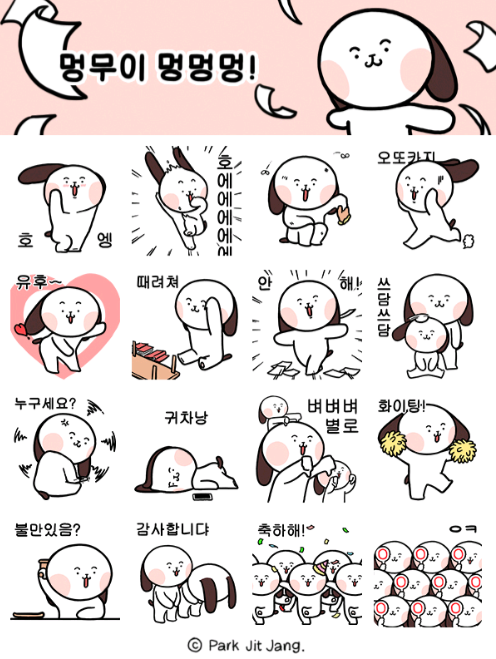 멍무이 멍멍멍!
호 엥
호에에에에에
오또카지
유후~
때려쳐
안 해!
쓰담쓰담
누구세요?
귀차낭
벼벼벼
별로
화이팅!
불만있음?
감사합니댜
축하해!
ㅇㅋ
© Park Jit Jang.